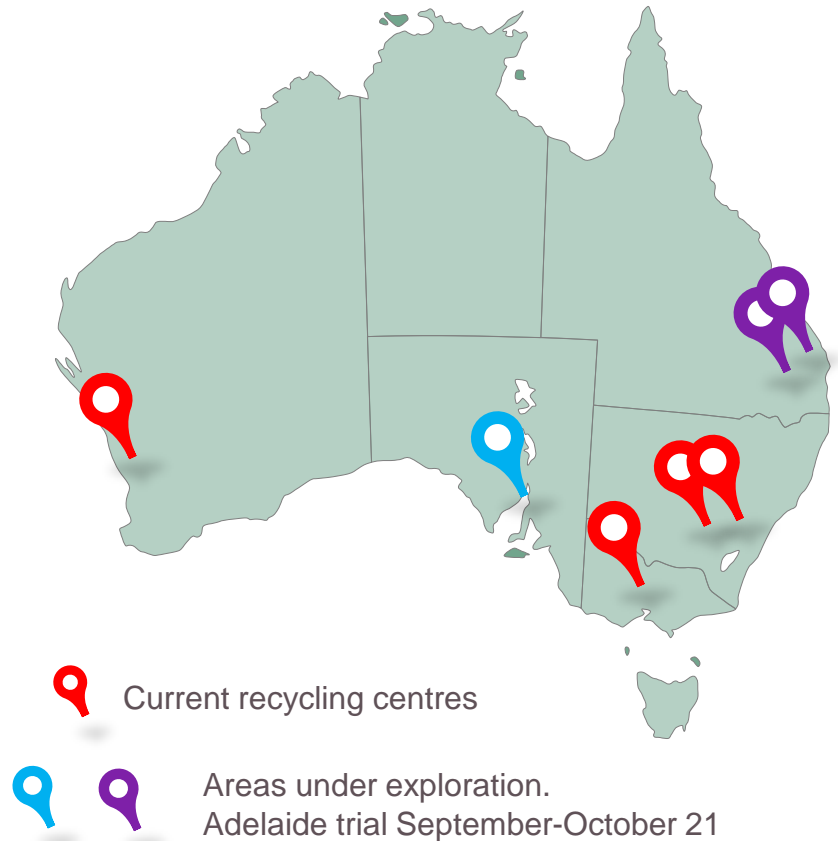 Current recycling centres
Areas under exploration.
Adelaide trial September-October 21